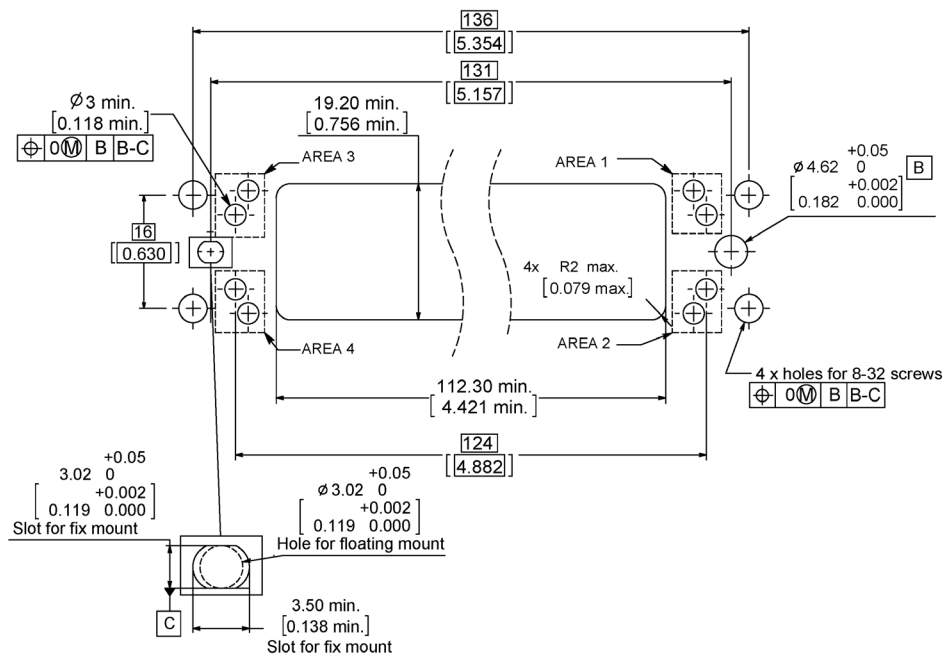 136
[5.354]
131
[5.157]
Ø3 min.
[0.118 min.]
⌖ 0Ⓜ B B-C
19.20 min.
[0.756 min.]
AREA 3
AREA 1
+0.05
Ø 4.62 0
+0.002
[0.182 0.000]
B
16
[0.630]
4x R2 max.
[0.079 max.]
AREA 4
AREA 2
4 x holes for 8-32 screws
⌖ 0Ⓜ B B-C
112.30 min.
[4.421 min.]
124
[4.882]
+0.05
3.02 0
+0.002
[0.119 0.000]
Slot for fix mount
+0.05
Ø 3.02 0
+0.002
[0.119 0.000]
Hole for floating mount
C
3.50 min.
[0.138 min.]
Slot for fix mount